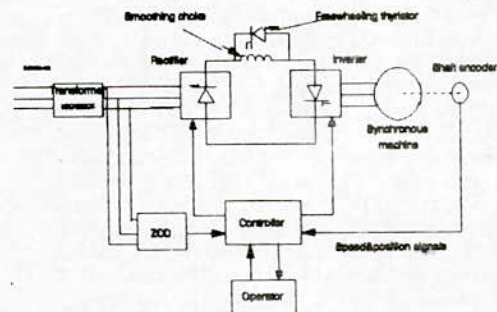 Smoothing choke
Freewheeling thyristor
Rectifier
Inverter
Shaft encoder
Transformer
Synchronous
machine
ZCD
Controller
Speed&position signals
Operator